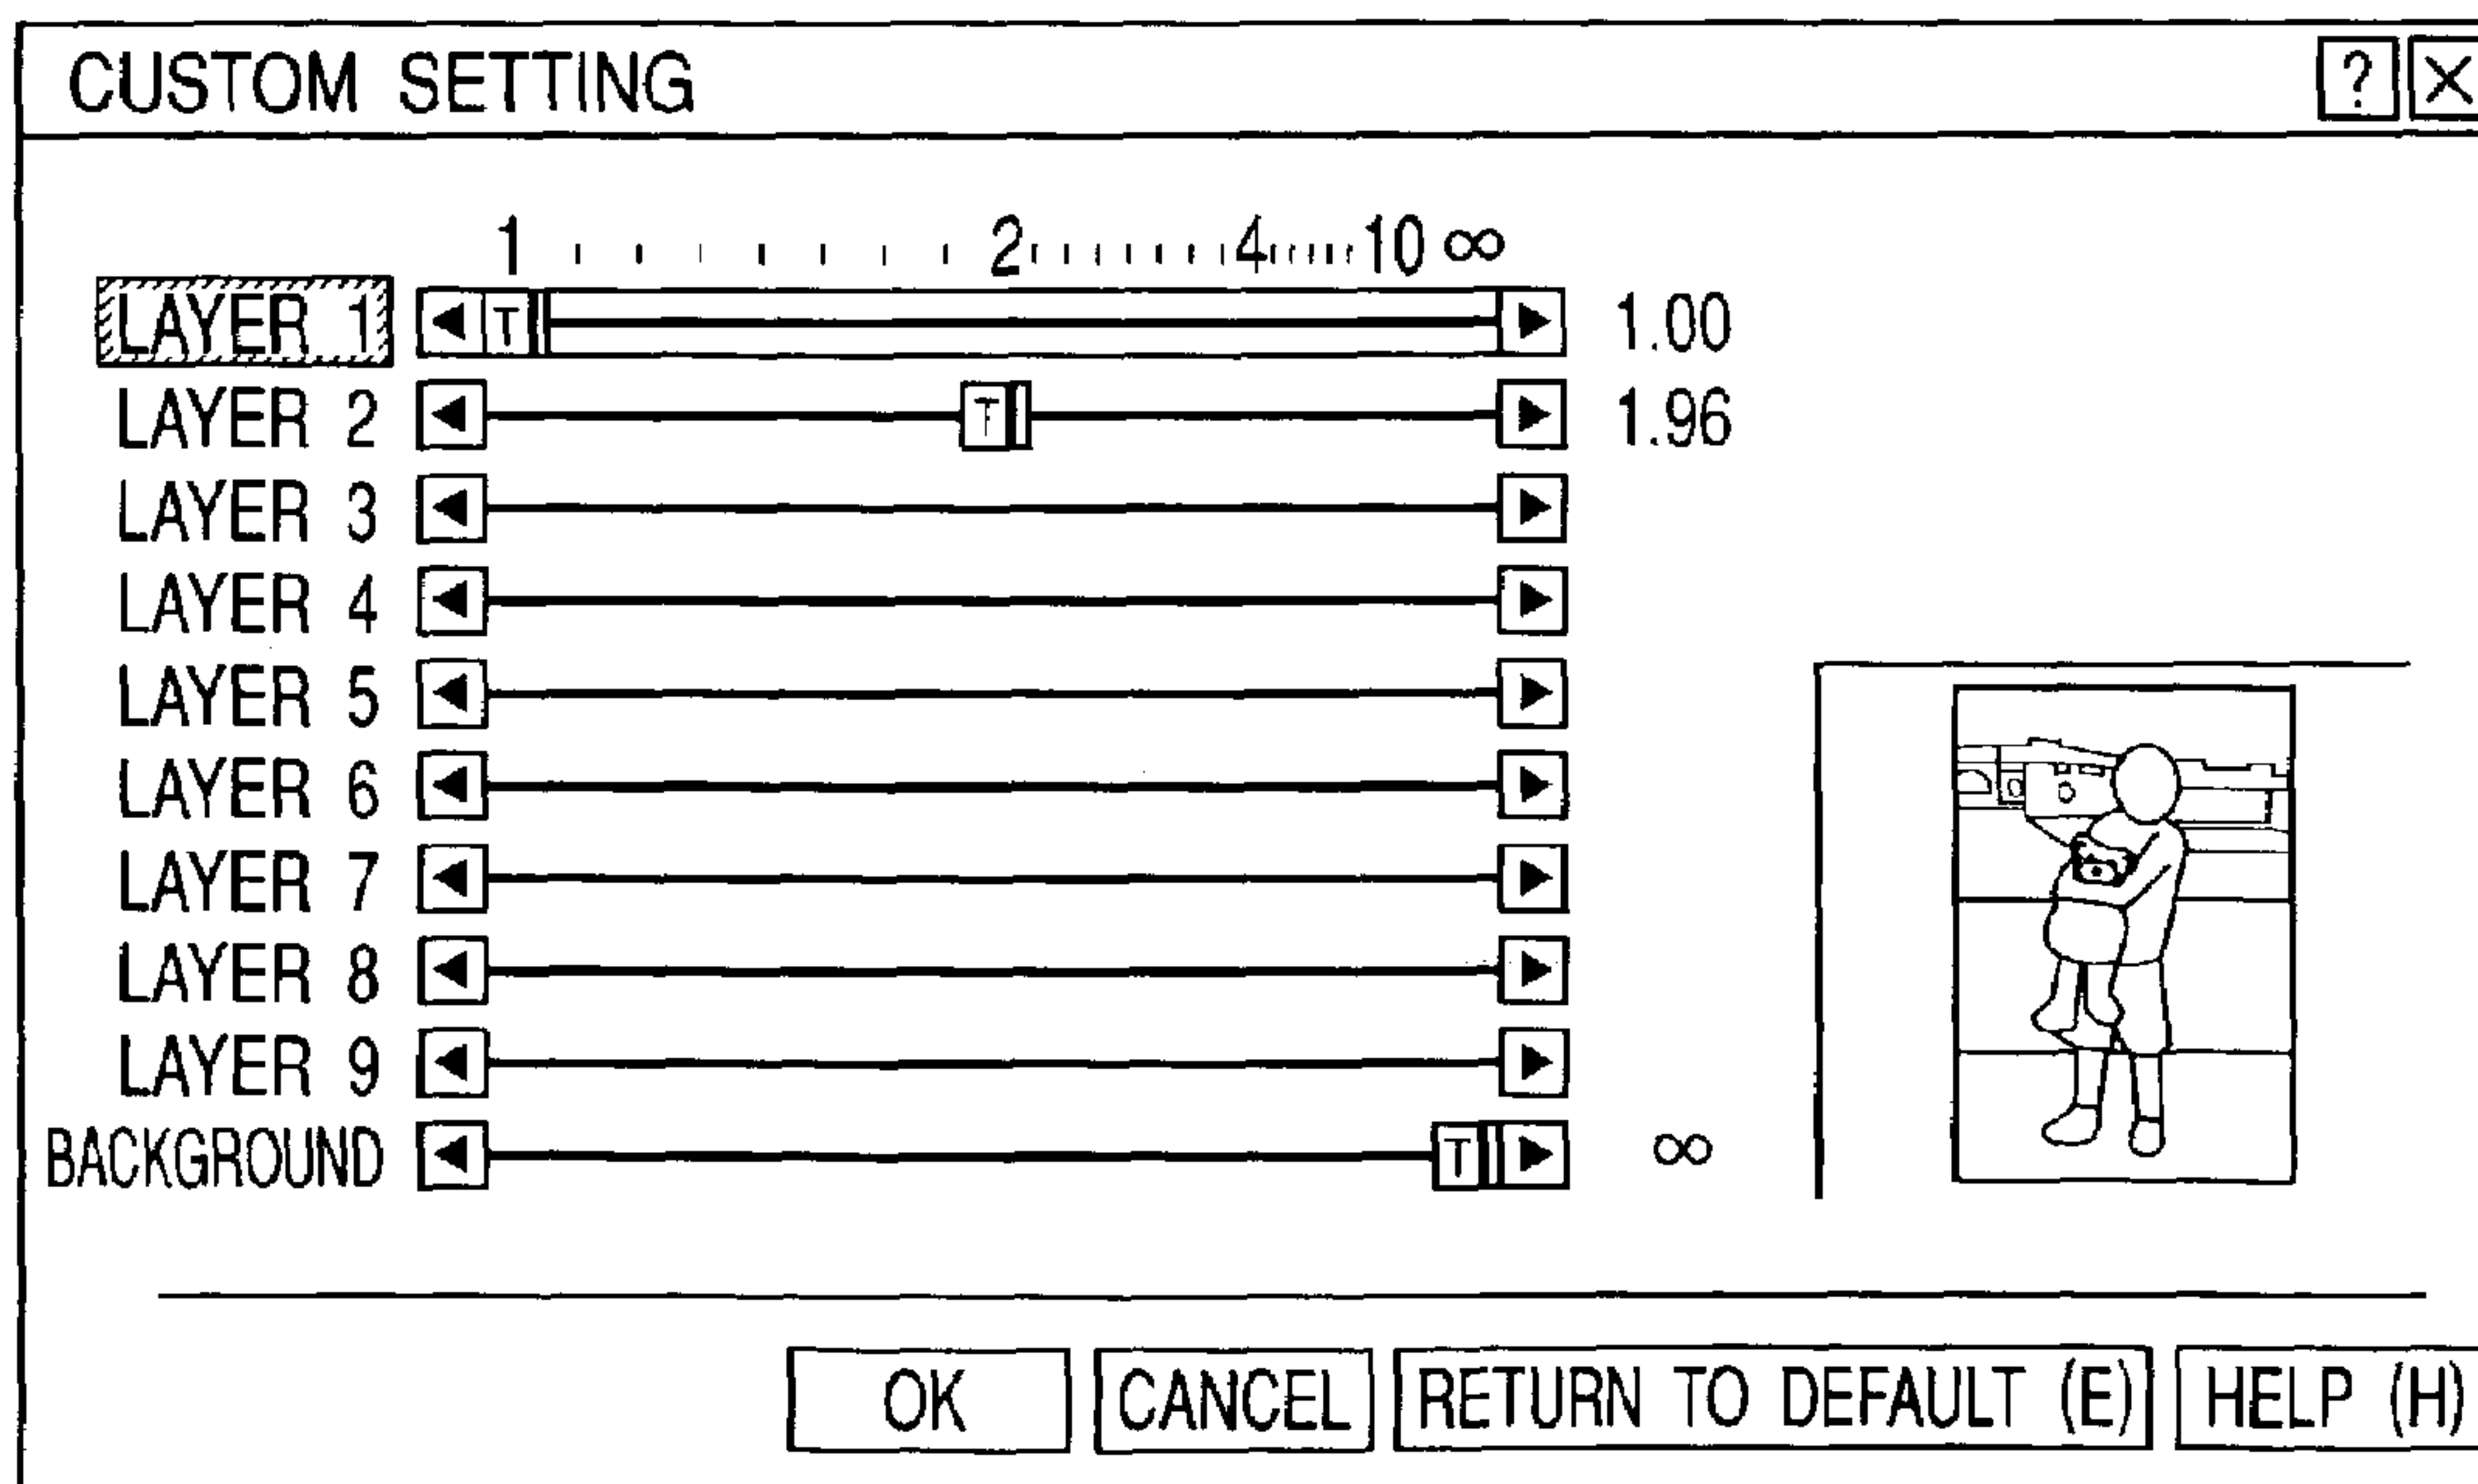 CUSTOM SETTING ? X
1 2 4 10 ∞
LAYER 1 T 1.00
LAYER 2 T 1.96
LAYER 3
LAYER 4
LAYER 5
LAYER 6
LAYER 7
LAYER 8
LAYER 9
BACKGROUND T ∞
OK CANCEL RETURN TO DEFAULT (E) HELP (H)